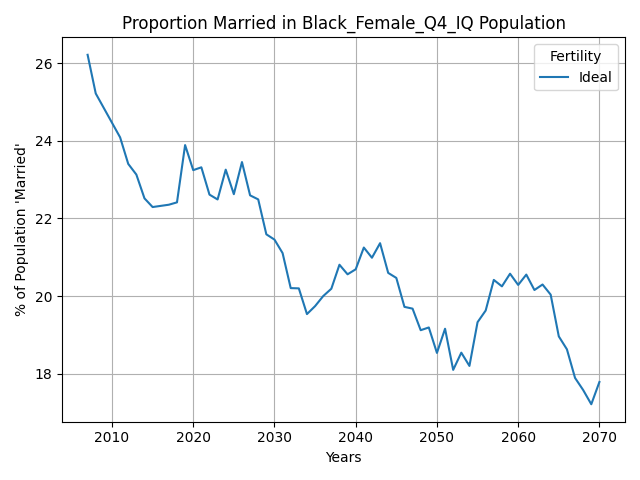 Proportion Married in Black_Female_Q4_IQ Population
Fertility
Ideal
% of Population 'Married'
26
24
22
20
18
2010 2020 2030 2040 2050 2060 2070
Years